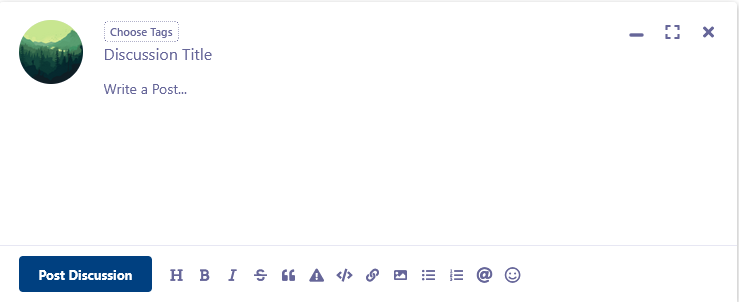 Choose Tags
Discussion Title
Write a Post...
Post Discussion